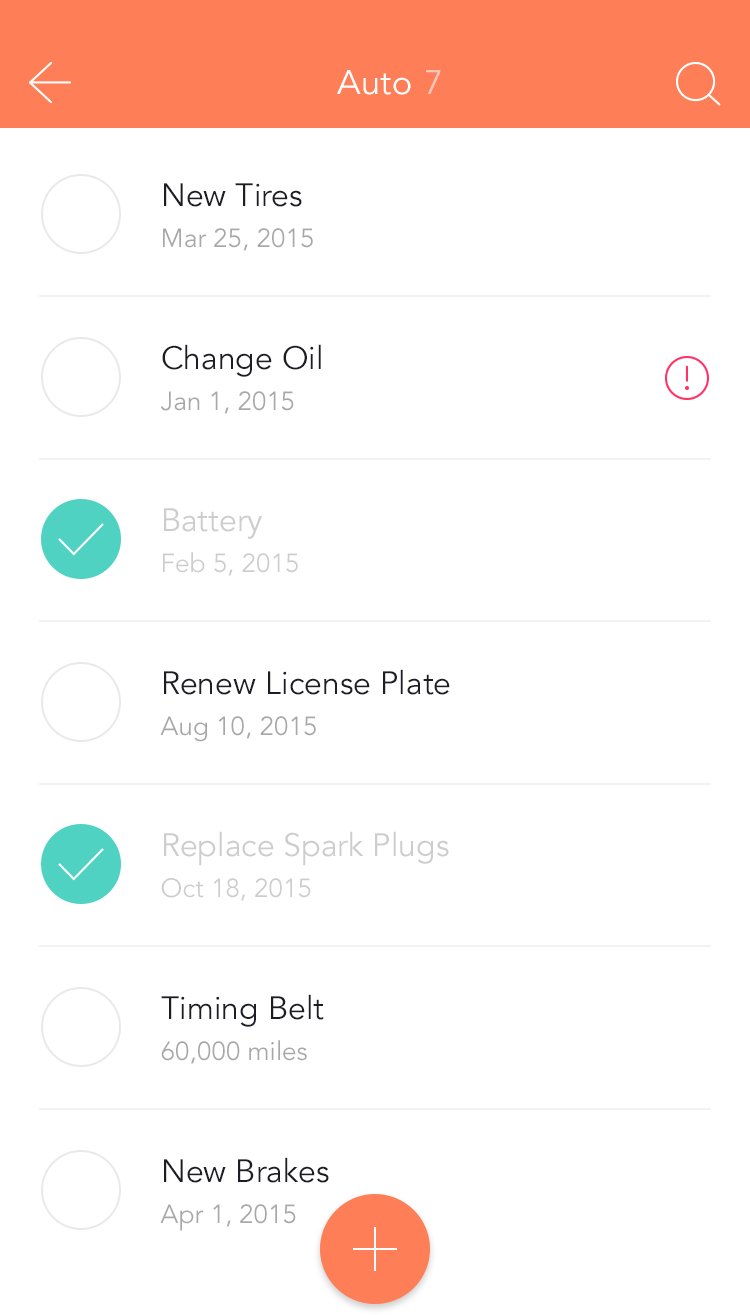 Auto 7
New Tires
Mar 25, 2015
Change Oil
Jan 1, 2015
Battery
Feb 5, 2015
Renew License Plate
Aug 10, 2015
Replace Spark Plugs
Oct 18, 2015
Timing Belt
60,000 miles
New Brakes
Apr 1, 2015